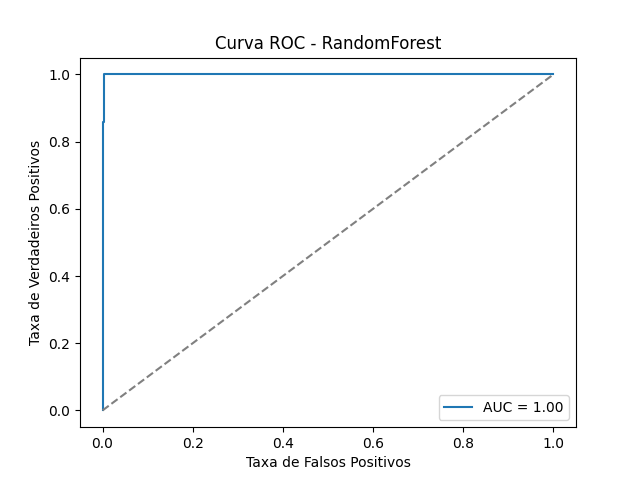 Curva ROC - RandomForest
Taxa de Verdadeiros Positivos
1.0
0.8
0.6
0.4
0.2
0.0
0.0 0.2 0.4 0.6 0.8 1.0
Taxa de Falsos Positivos
AUC = 1.00